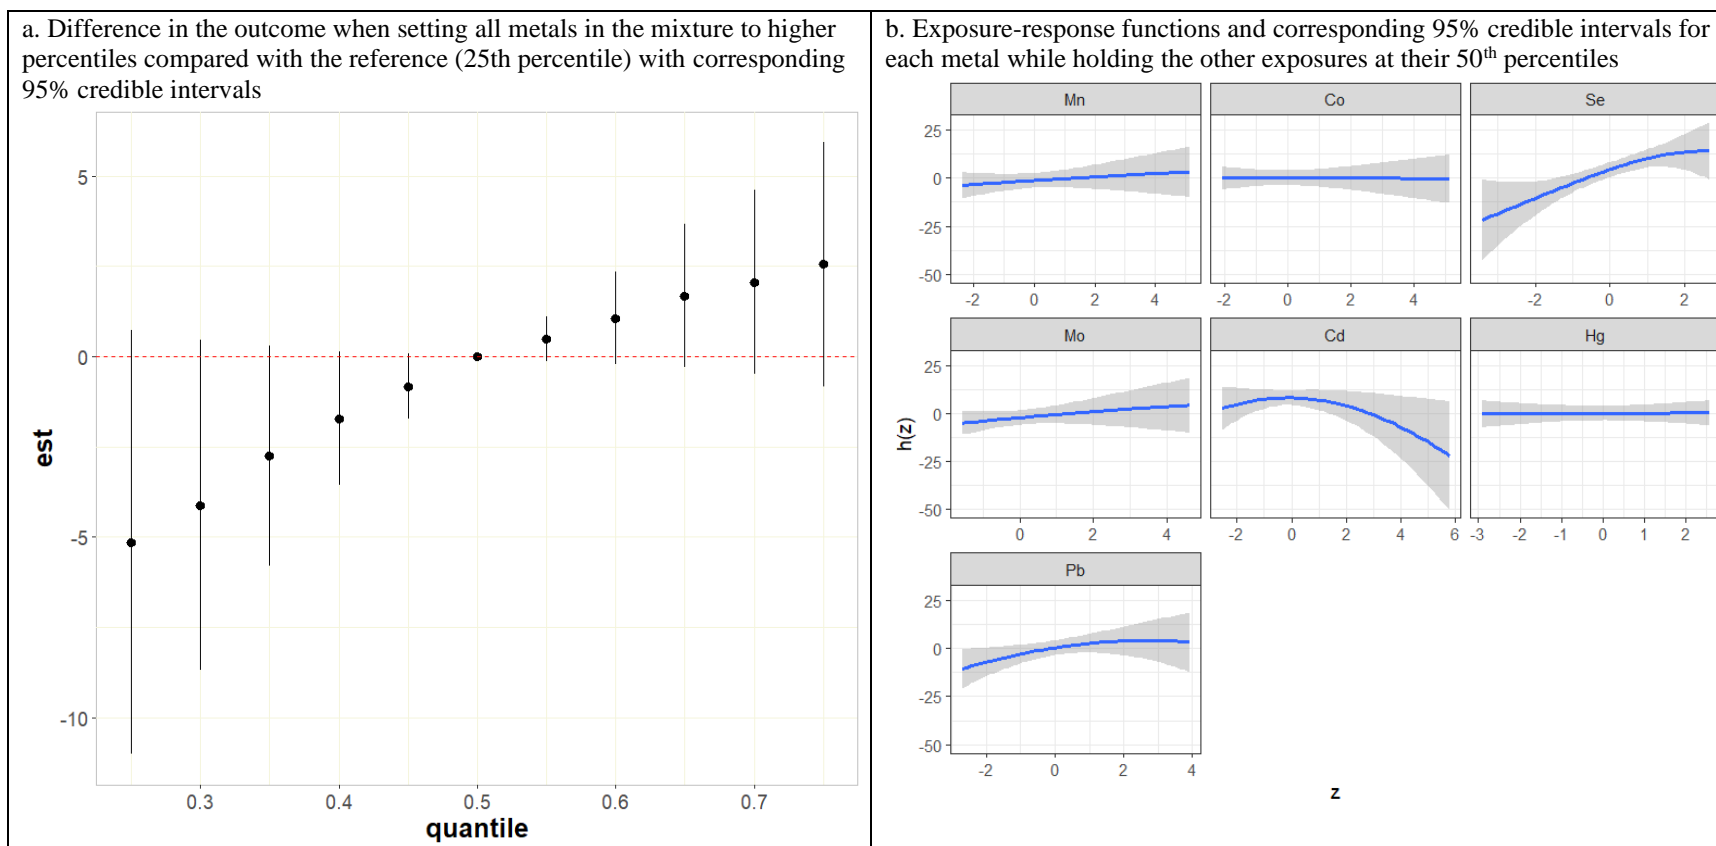 a. Difference in the outcome when setting all metals in the mixture to higher
percentiles compared with the reference (25th percentile) with corresponding
95% credible intervals
5
0
-5
-10
est
0.3 0.4 0.5 0.6 0.7
quantile
b. Exposure-response functions and corresponding 95% credible intervals for
each metal while holding the other exposures at their 50th percentiles
Mn Co Se
25
0
-25
-50
-2 0 2 4 -2 0 2 4 -2 0 2
Mo Cd Hg
25
0
-25
-50
h(z)
0 2 4 -2 0 2 4 6 -3 -2 -1 0 1 2
Pb
25
0
-25
-50
-2 0 2 4
z